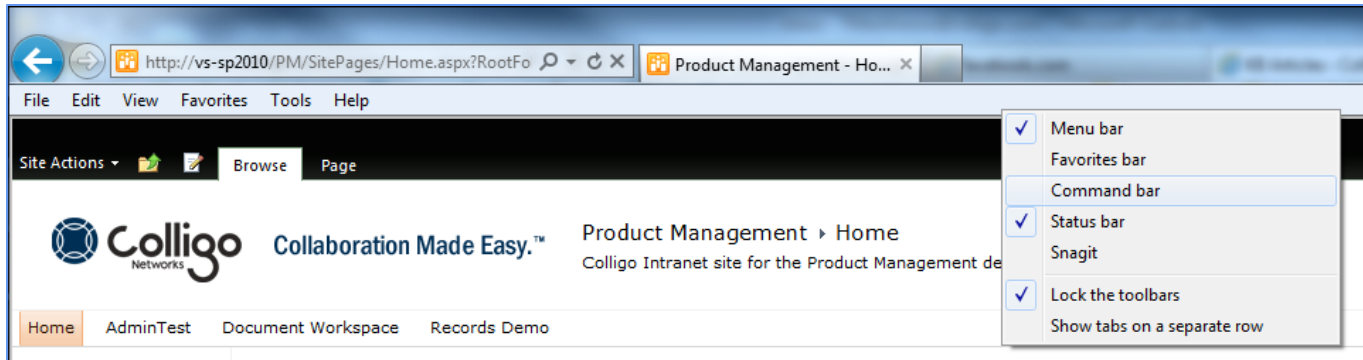 http://vs-sp2010/PM/SitePages/Home.aspx?RootFo
Product Management - Ho...
File Edit View Favorites Tools Help
Menu bar
Favorites bar
Command bar
Status bar
Snagit
Lock the toolbars
Show tabs on a separate row
Site Actions Browse Page
Colligo
Networks
Collaboration Made Easy.™
Product Management ▸ Home
Colligo Intranet site for the Product Management de
Home AdminTest Document Workspace Records Demo